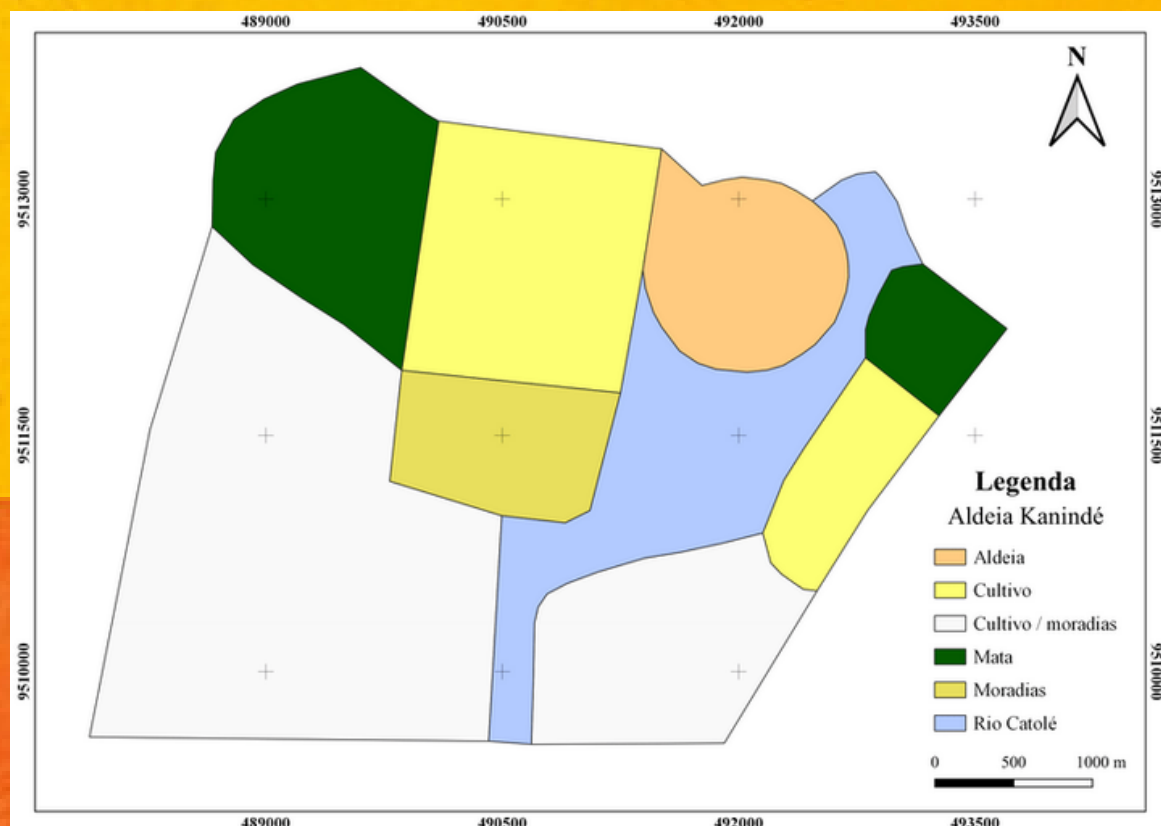 489000 490500 492000 493500
N
9513000 9513000
9511500 9511500
Legenda
Aldeia Kanindé
Aldeia
Cultivo
Cultivo / moradias
Mata
Moradias
Rio Catolé
9510000 9510000
0 500 1000 m
489000 490500 492000 493500